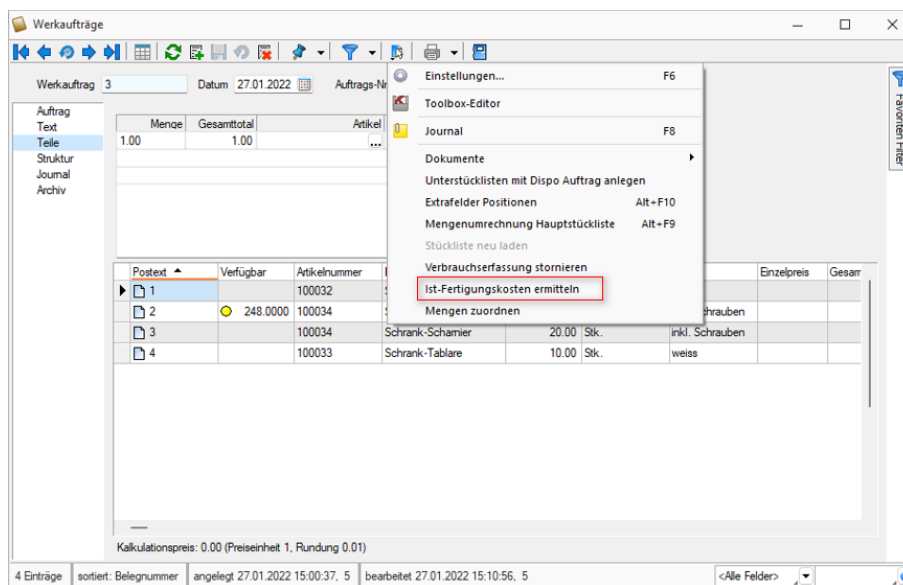 Werkaufträge
Werkauftrag 3 Datum 27.01.2022 Auftrags-Nr
Einstellungen... F6
Toolbox-Editor
Journal F8
Dokumente
Unterstücklisten mit Dispo Auftrag anlegen
Extrafelder Positionen Alt+F10
Mengenumrechnung Hauptstückliste Alt+F9
Stückliste neu laden
Verbrauchserfassung stornieren
Ist-Fertigungskosten ermitteln
Mengen zuordnen
Favoriten Filter
Auftrag
Text
Teile
Struktur
Journal
Archiv
Menge Gesamttotal Artikel
1.00 1.00 ...
Postext Verfügbar Artikelnummer Einzelpreis Gesam
1 100032
2 248.0000 100034 chrauben
3 100034 Schrank-Scharnier 20.00 Stk. inkl. Schrauben
4 100033 Schrank-Tablare 10.00 Stk. weiss
Kalkulationspreis: 0.00 (Preiseinheit 1, Rundung 0.01)
4 Einträge sortiert: Belegnummer angelegt 27.01.2022 15:00:37, 5 bearbeitet 27.01.2022 15:10:56, 5 <Alle Felder>